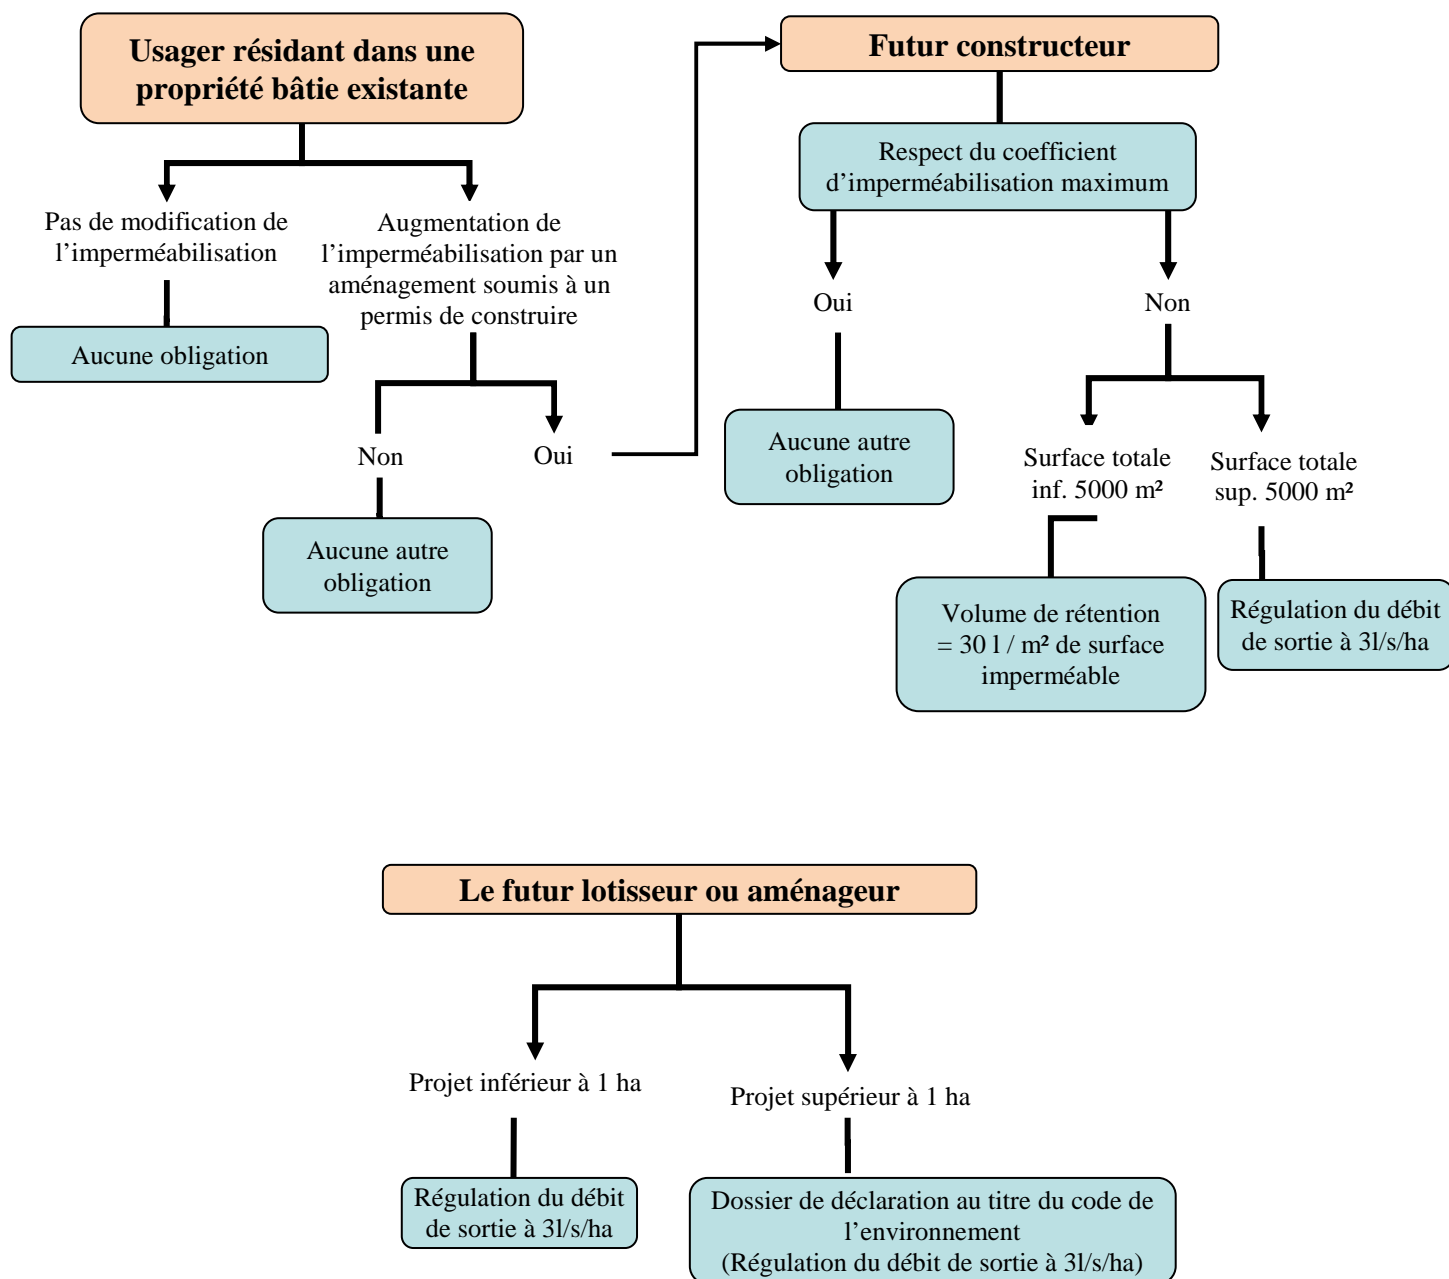 Usager résidant dans une
propriété bâtie existante
Pas de modification de
l’imperméabilisation
Aucune obligation
Augmentation de
l’imperméabilisation par un
aménagement soumis à un
permis de construire
Non
Oui
Aucune autre
obligation
Futur constructeur
Respect du coefficient
d’imperméabilisation maximum
Oui
Non
Aucune autre
obligation
Surface totale
inf. 5000 m²
Surface totale
sup. 5000 m²
Volume de rétention
= 30 l / m² de surface
imperméable
Régulation du débit
de sortie à 3l/s/ha
Le futur lotisseur ou aménageur
Projet inférieur à 1 ha
Projet supérieur à 1 ha
Régulation du débit
de sortie à 3l/s/ha
Dossier de déclaration au titre du code de
l’environnement
(Régulation du débit de sortie à 3l/s/ha)